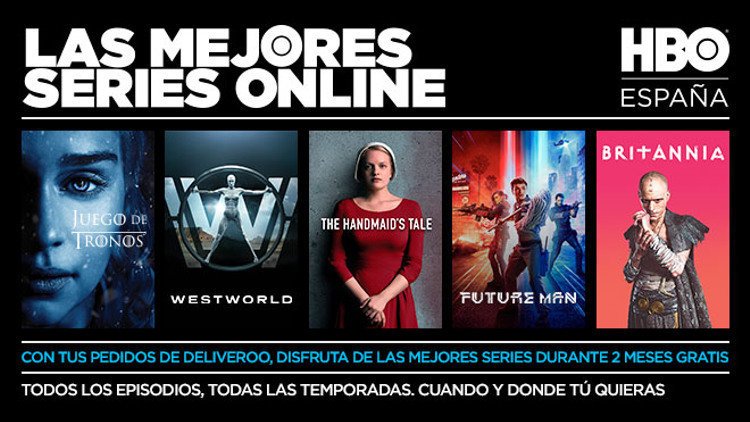 LAS MEJORES
SERIES ONLINE
HBO
ESPAÑA
JUEGO DE
TRONOS
WESTWORLD
THE HANDMAID'S TALE
FUTURE MAN
BRITANNIA
CON TUS PEDIDOS DE DELIVEROO, DISFRUTA DE LAS MEJORES SERIES DURANTE 2 MESES GRATIS
TODOS LOS EPISODIOS, TODAS LAS TEMPORADAS. CUANDO Y DONDE TÚ QUIERAS